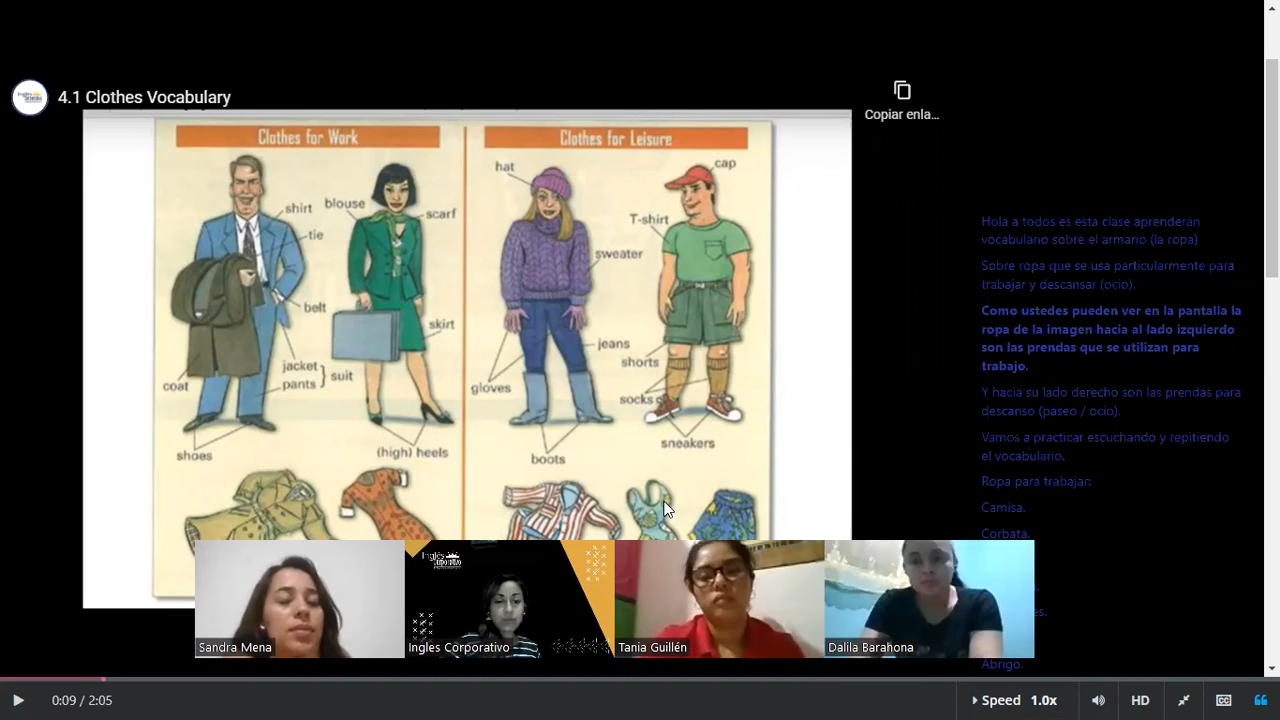 4.1 Clothes Vocabulary
Copiar enla...
Clothes for Work
Clothes for Leisure
shirt
tie
belt
jacket
pants
suit
coat
shoes
blouse
scarf
skirt
(high) heels
hat
sweater
jeans
gloves
boots
cap
T-shirt
shorts
socks
sneakers
Hola a todos es esta clase aprenderán
vocabulario sobre el armario (la ropa)
Sobre ropa que se usa particularmente para
trabajar y descansar (ocio).
Como ustedes pueden ver en la pantalla la
ropa de la imagen hacia al lado izquierdo
son las prendas que se utilizan para
trabajo.
Y hacia su lado derecho son las prendas para
descanso (paseo / ocio).
Vamos a practicar escuchando y repitiendo
el vocabulario.
Ropa para trabajar:
Camisa.
Corbata.
Abrigo.
Inglés
Corporativo
Sandra Mena
Ingles Corporativo
Tania Guillén
Dalila Barahona
0:09 / 2:05
Speed 1.0x
HD
CC